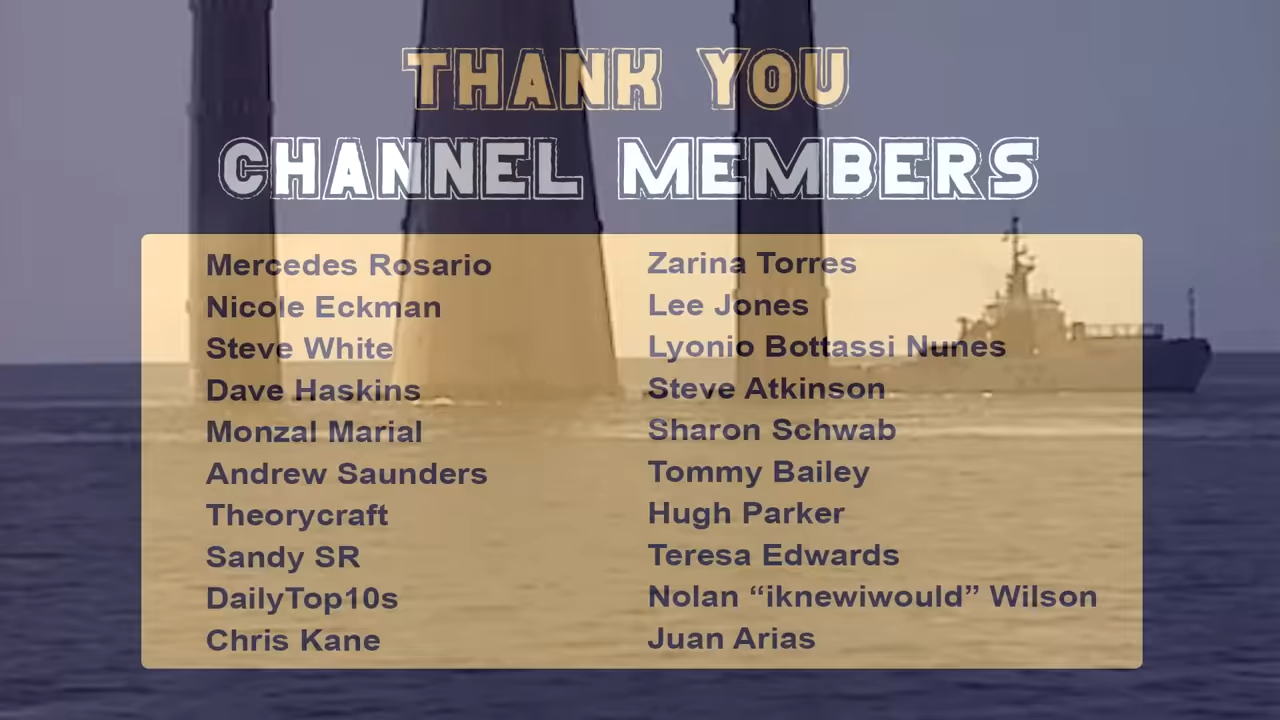 THANK YOU
CHANNEL MEMBERS
Mercedes Rosario
Nicole Eckman
Steve White
Dave Haskins
Monzal Marial
Andrew Saunders
Theorycraft
Sandy SR
DailyTop10s
Chris Kane
Zarina Torres
Lee Jones
Lyonio Bottassi Nunes
Steve Atkinson
Sharon Schwab
Tommy Bailey
Hugh Parker
Teresa Edwards
Nolan “iknewiwould” Wilson
Juan Arias